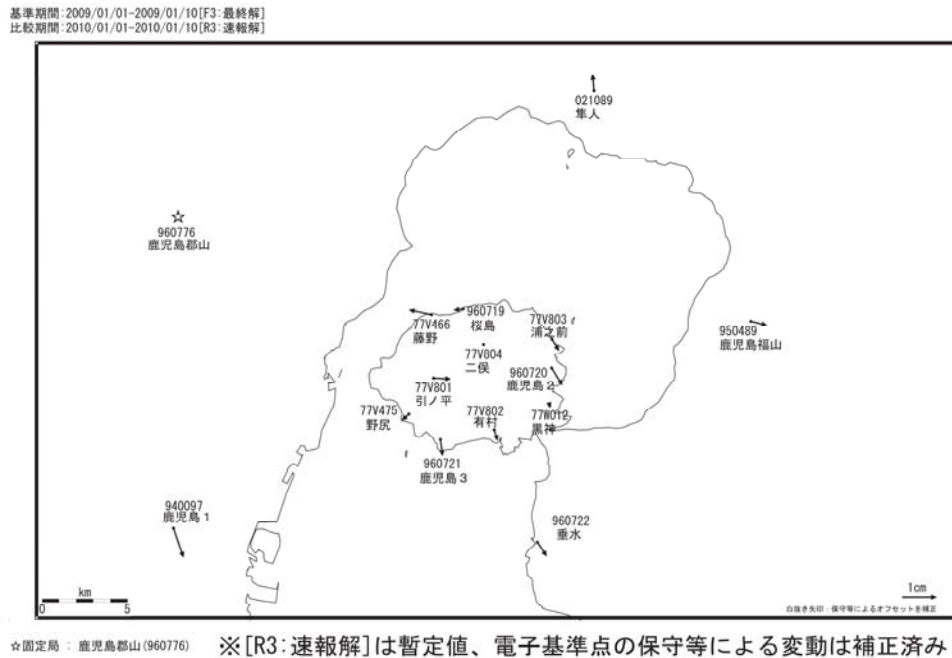 基準期間:2009/01/01-2009/01/10[F3:最終解]
比較期間:2010/01/01-2010/01/10[R3:速報解]
021089
隼人
960776
鹿児島郡山
960719
桜島
77V466
藤野
77V803
浦之前
950489
鹿児島福山
77V804
二俣
960720
鹿児島2
77V801
引ノ平
77V475
野尻
77V802
有村
77W012
黒神
960721
鹿児島3
940097
鹿児島1
960722
垂水
km
0 5
1cm
白抜き矢印:保守等によるオフセットを補正
☆固定局 : 鹿児島郡山(960776)
※[R3:速報解]は暫定値、電子基準点の保守等による変動は補正済み